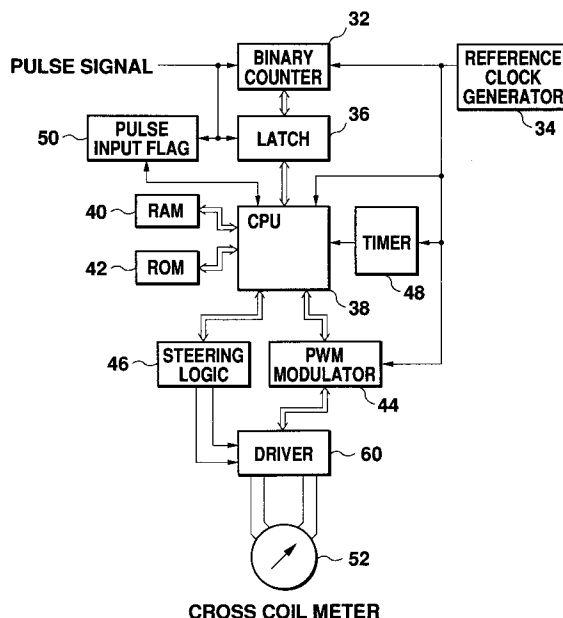 32
PULSE SIGNAL
BINARY
COUNTER
REFERENCE
CLOCK
GENERATOR
34
36
50
PULSE
INPUT FLAG
LATCH
40
RAM
CPU
42
ROM
TIMER
48
38
46
STEERING
LOGIC
PWM
MODULATOR
44
DRIVER
60
52
CROSS COIL METER